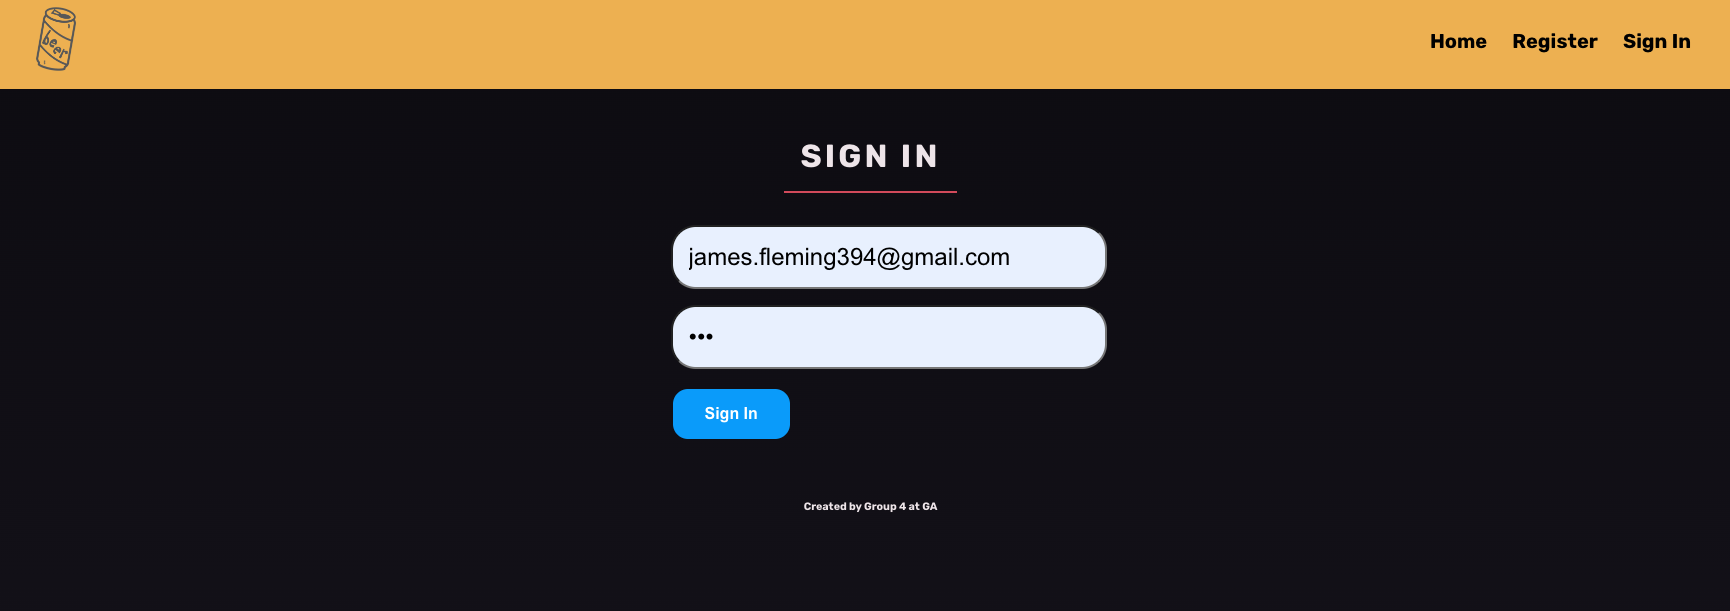 beer
Home Register Sign In
SIGN IN
james.fleming394@gmail.com
•••
Sign In
Created by Group 4 at GA